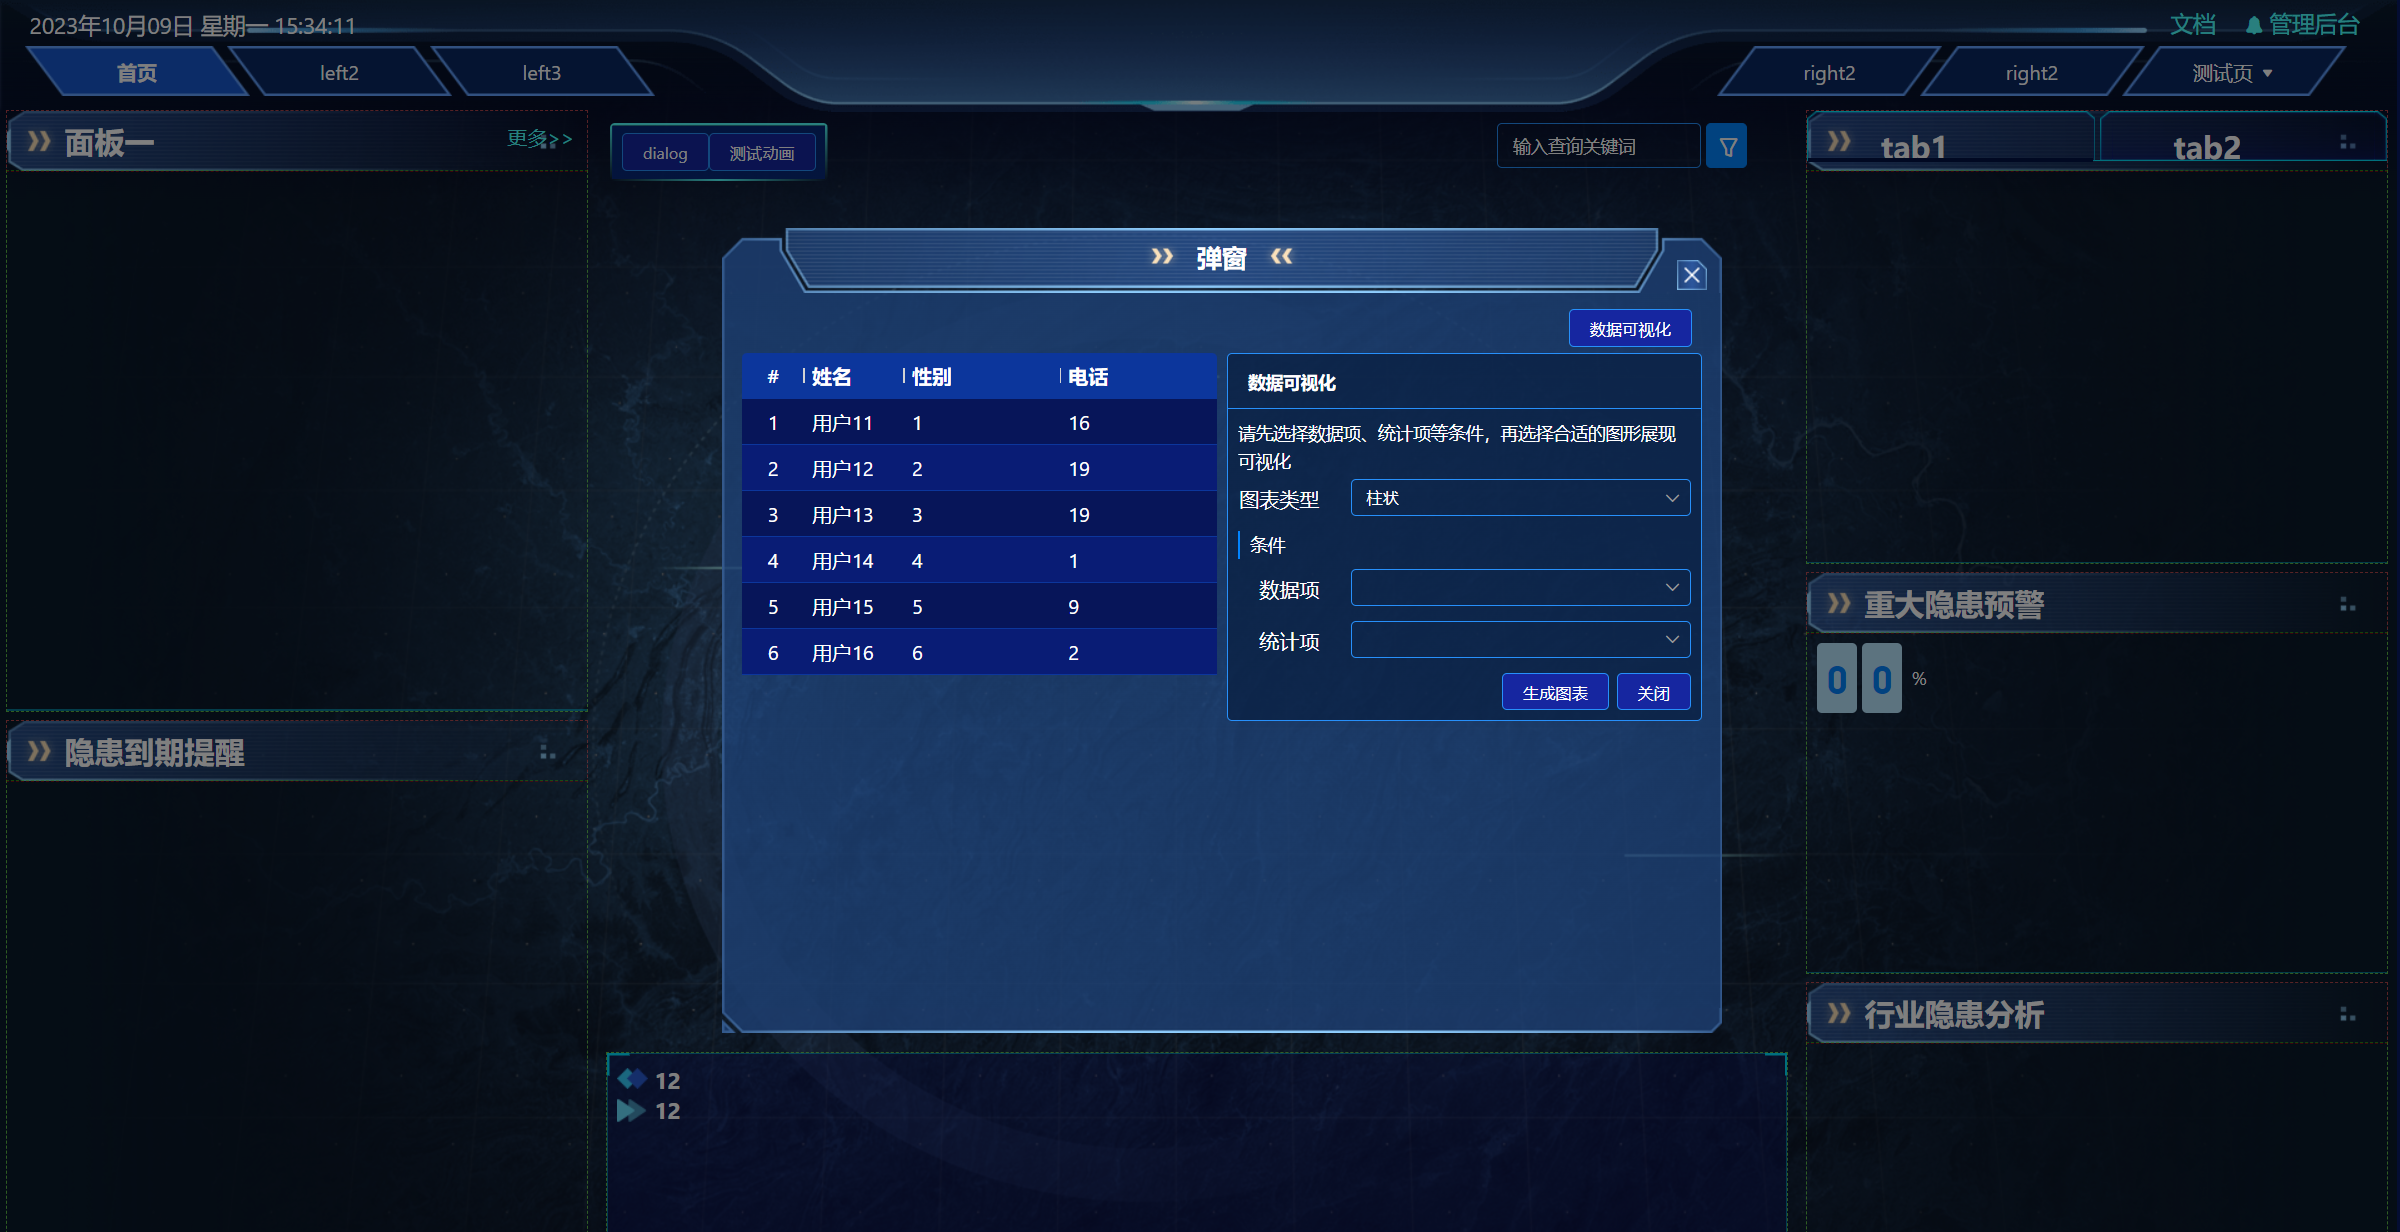 2023年10月09日 星期一 15:34:11
文档 管理后台
首页 left2 left3 right2 right2 测试页
面板一 更多>>
dialog 测试动画
输入查询关键词
tab1 tab2
弹窗
数据可视化
# 姓名 性别 电话
1 用户11 1 16
2 用户12 2 19
3 用户13 3 19
4 用户14 4 1
5 用户15 5 9
6 用户16 6 2
数据可视化
请先选择数据项、统计项等条件，再选择合适的图形展现
可视化
图表类型 柱状
条件
数据项
统计项
生成图表 关闭
重大隐患预警
0 0 %
隐患到期提醒
行业隐患分析
12
12